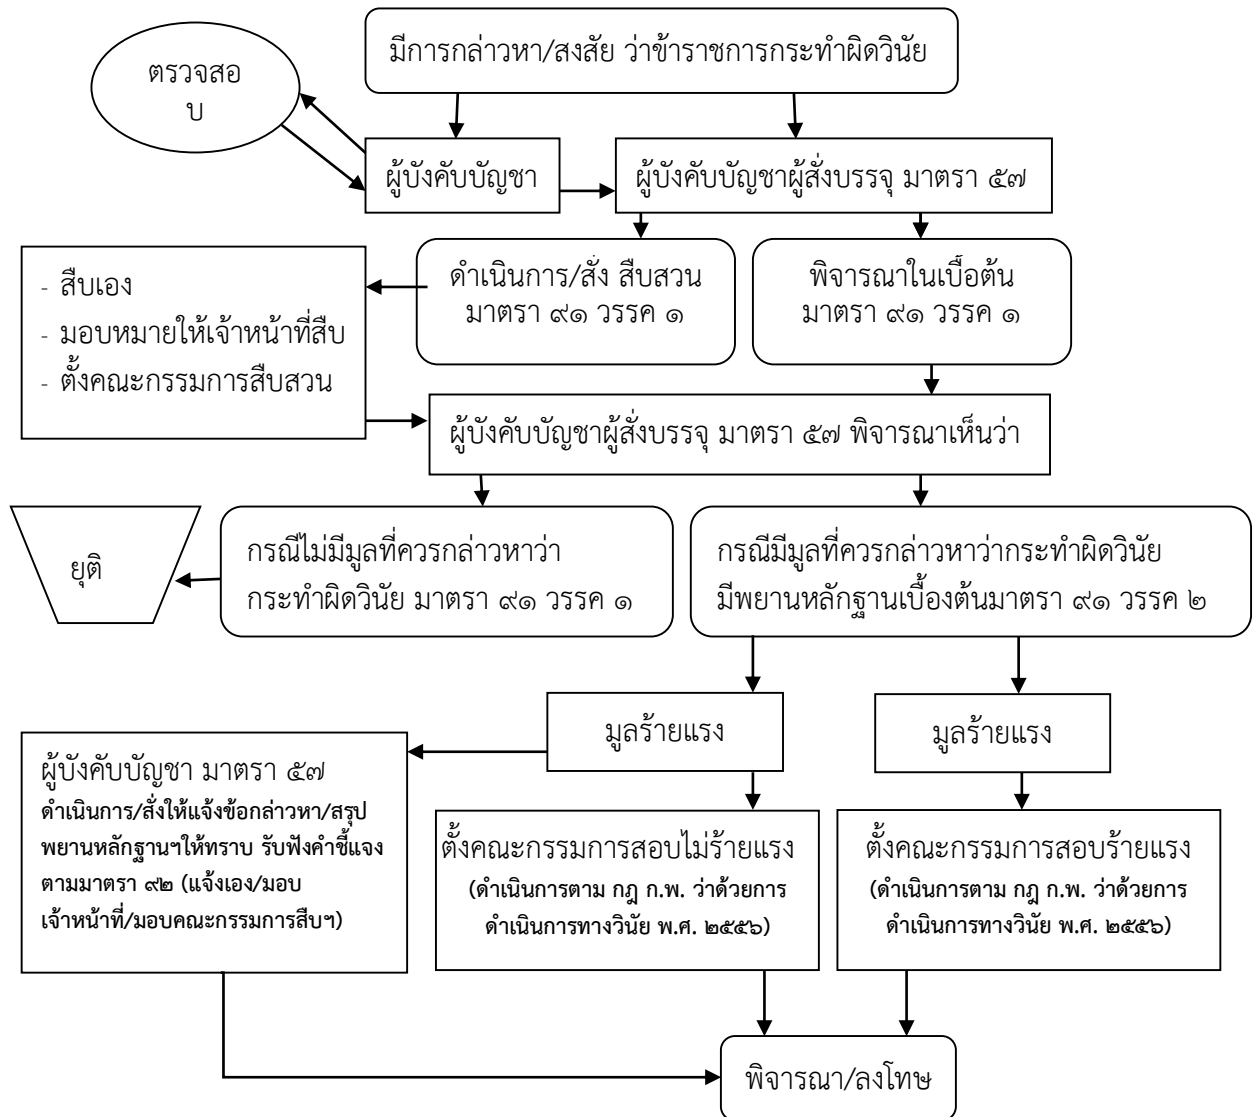 มีการกล่าวหา/สงสัย ว่าข้าราชการกระทำผิดวินัย
ตรวจสอ
บ
ผู้บังคับบัญชา
ผู้บังคับบัญชาผู้สั่งบรรจุ มาตรา ๕๗
- สืบเอง
- มอบหมายให้เจ้าหน้าที่สืบ
- ตั้งคณะกรรมการสืบสวน
ดำเนินการ/สั่ง สืบสวน
มาตรา ๙๑ วรรค ๑
พิจารณาในเบื้อต้น
มาตรา ๙๑ วรรค ๑
ผู้บังคับบัญชาผู้สั่งบรรจุ มาตรา ๕๗ พิจารณาเห็นว่า
ยุติ
กรณีไม่มีมูลที่ควรกล่าวหาว่า
กระทำผิดวินัย มาตรา ๙๑ วรรค ๑
กรณีมีมูลที่ควรกล่าวหาว่ากระทำผิดวินัย
มีพยานหลักฐานเบื้องต้นมาตรา ๙๑ วรรค ๒
มูลร้ายแรง
มูลร้ายแรง
ผู้บังคับบัญชา มาตรา ๕๗
ดำเนินการ/สั่งให้แจ้งข้อกล่าวหา/สรุป
พยานหลักฐานฯให้ทราบ รับฟังคำชี้แจง
ตามมาตรา ๙๒ (แจ้งเอง/มอบ
เจ้าหน้าที่/มอบคณะกรรมการสืบฯ)
ตั้งคณะกรรมการสอบไม่ร้ายแรง
(ดำเนินการตาม กฎ ก.พ. ว่าด้วยการ
ดำเนินการทางวินัย พ.ศ. ๒๕๕๖)
ตั้งคณะกรรมการสอบร้ายแรง
(ดำเนินการตาม กฎ ก.พ. ว่าด้วยการ
ดำเนินการทางวินัย พ.ศ. ๒๕๕๖)
พิจารณา/ลงโทษ